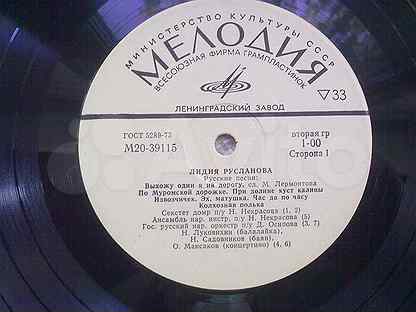 МИНИСТЕРСТВО КУЛЬТУРЫ СССР
МЕЛОДИЯ
ВСЕСОЮЗНАЯ ФИРМА ГРАМПЛАСТИНОК
▽33
ЛЕНИНГРАДСКИЙ ЗАВОД
ГОСТ 5289-73
М20-39115
вторая гр
1-00
Сторона 1
ЛИДИЯ РУСЛАНОВА
Русские песни:
Выхожу один я на дорогу, сл. М. Лермонтова
По Муромской дорожке. При долине куст калины
Извозчичек. Эх, матушка. Час да по часу
Колхозная полька
Секстет домр п/у Н. Некрасова (1, 2)
Ансамбль нар. инстр. п/у Н. Некрасова (5)
Гос. русский нар. оркестр п/у Д. Осипова (3, 7)
Н. Луковихин (балалайка),
Н. Садовников (баян),
О. Максаков (концертино) (4, 6)